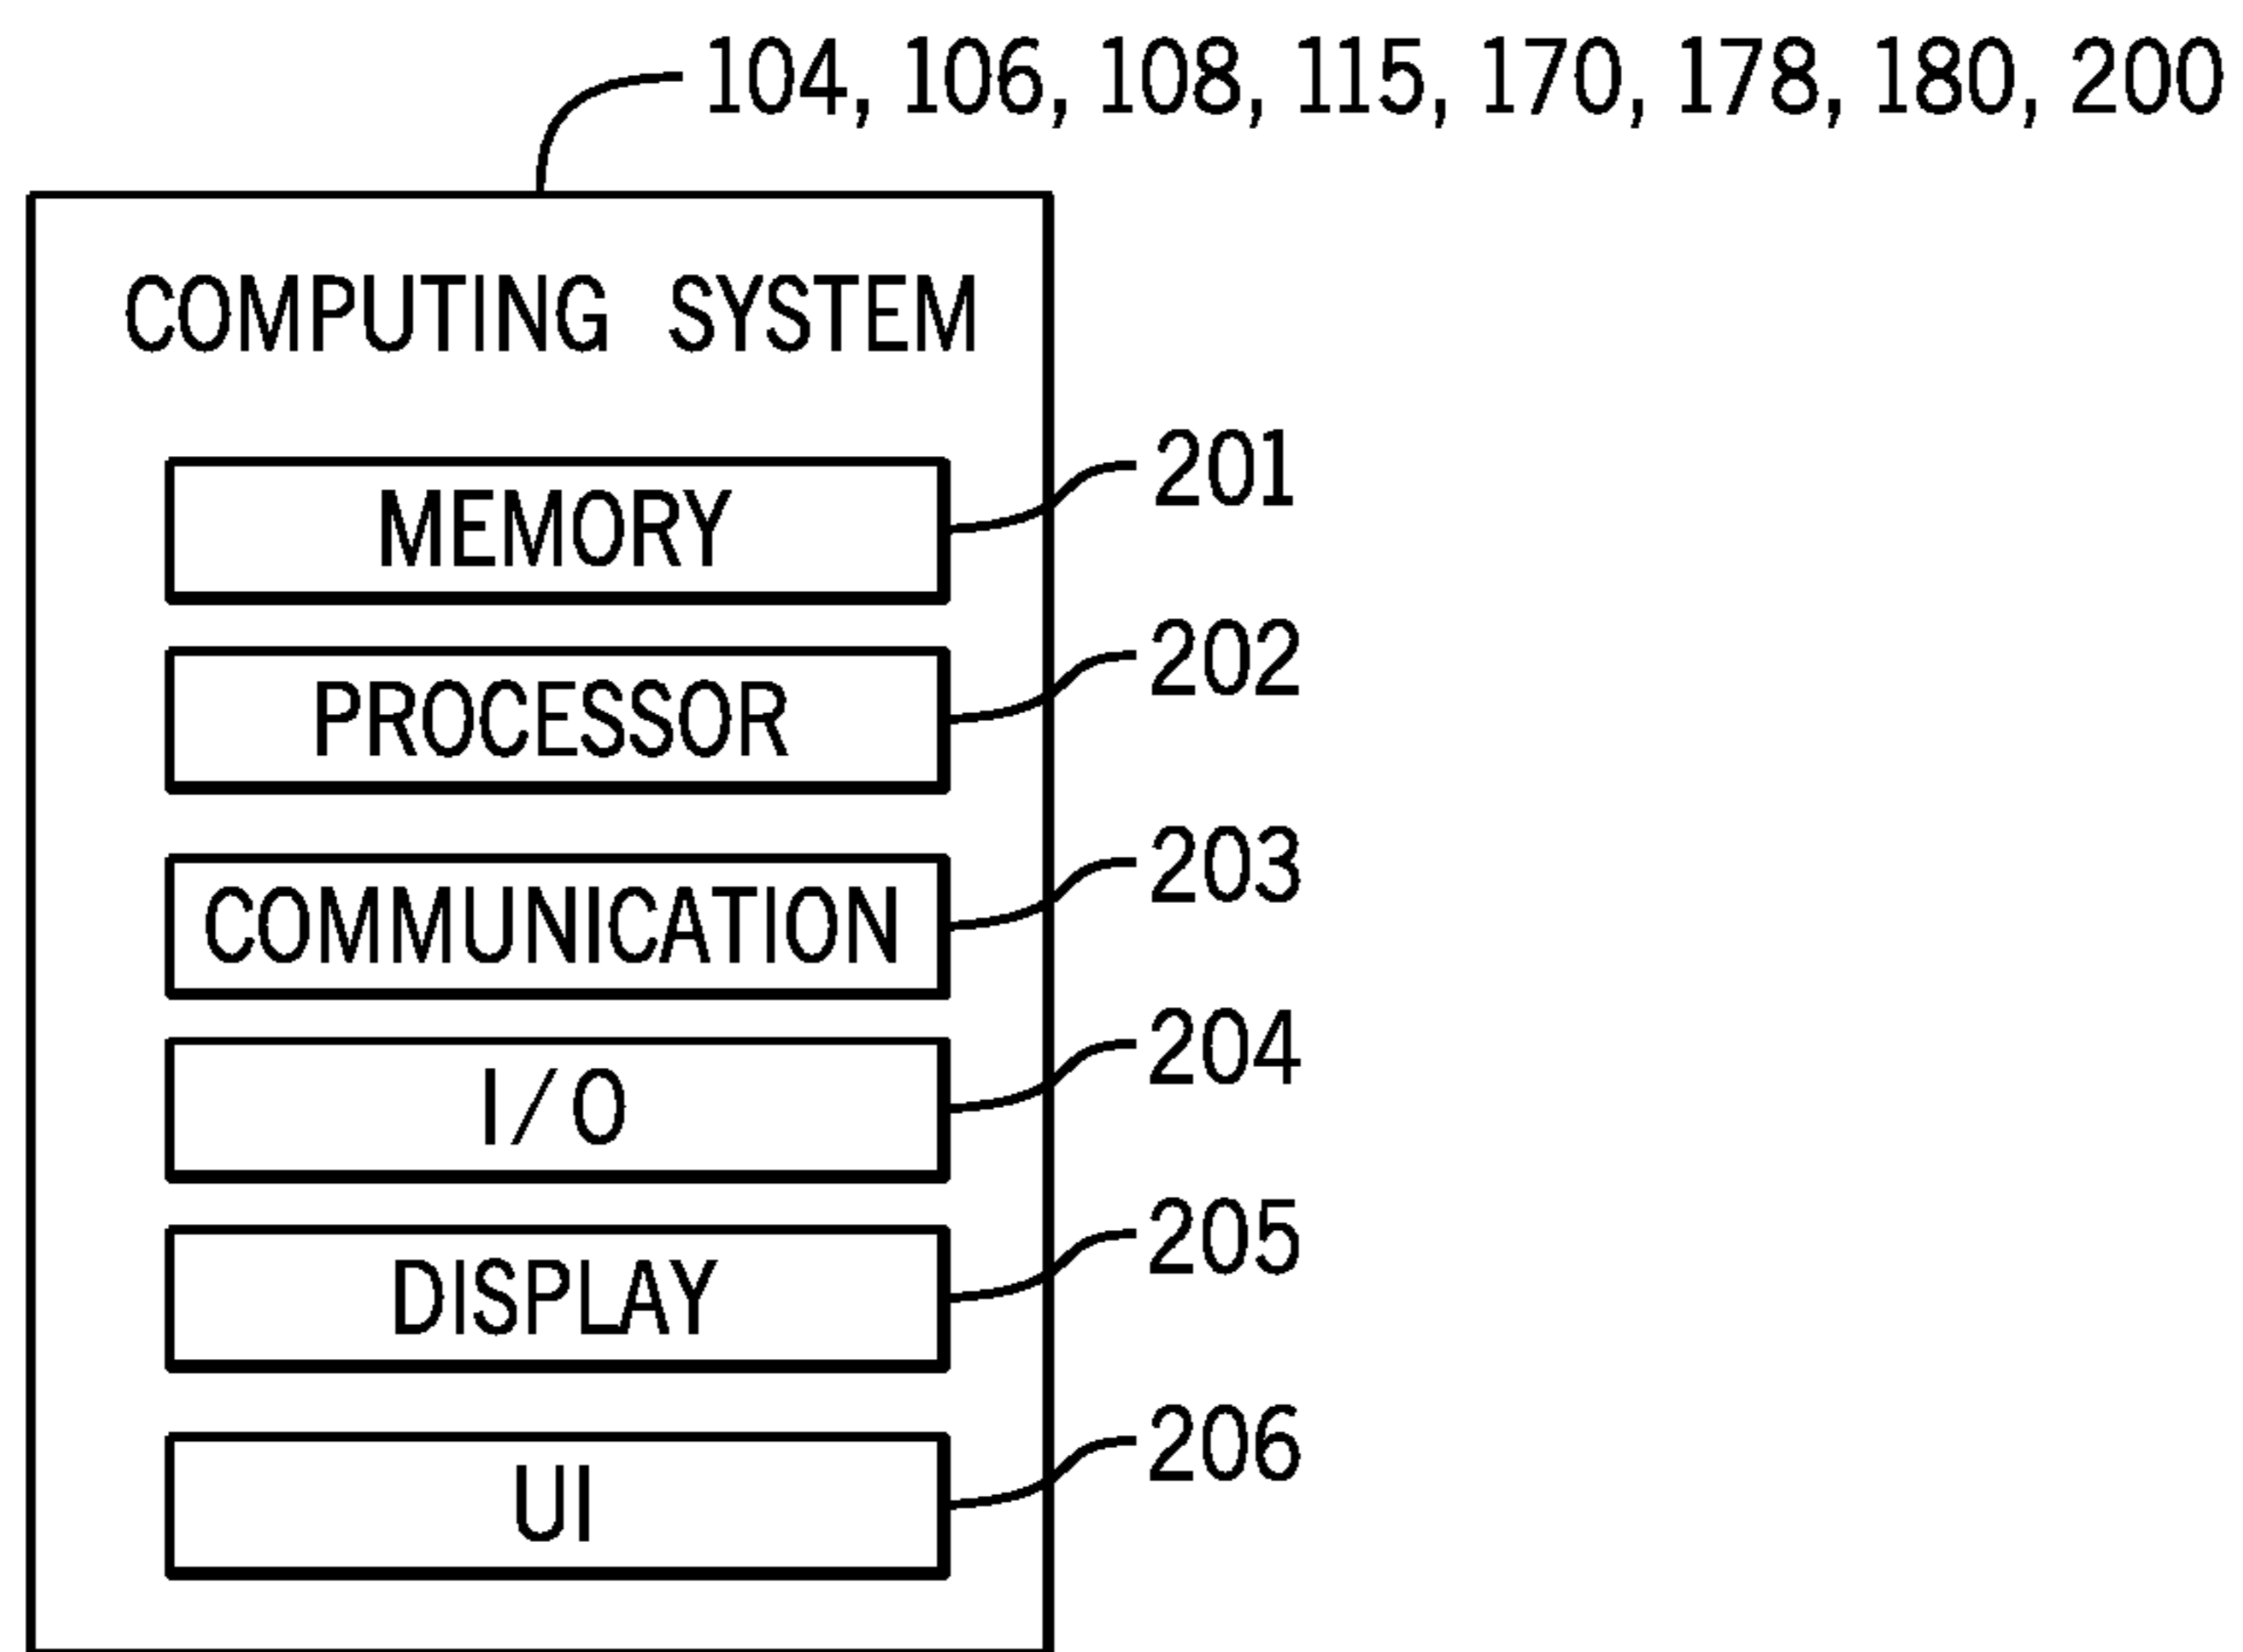 104, 106, 108, 115, 170, 178, 180, 200
COMPUTING SYSTEM
MEMORY
201
PROCESSOR
202
COMMUNICATION
203
I/O
204
DISPLAY
205
UI
206